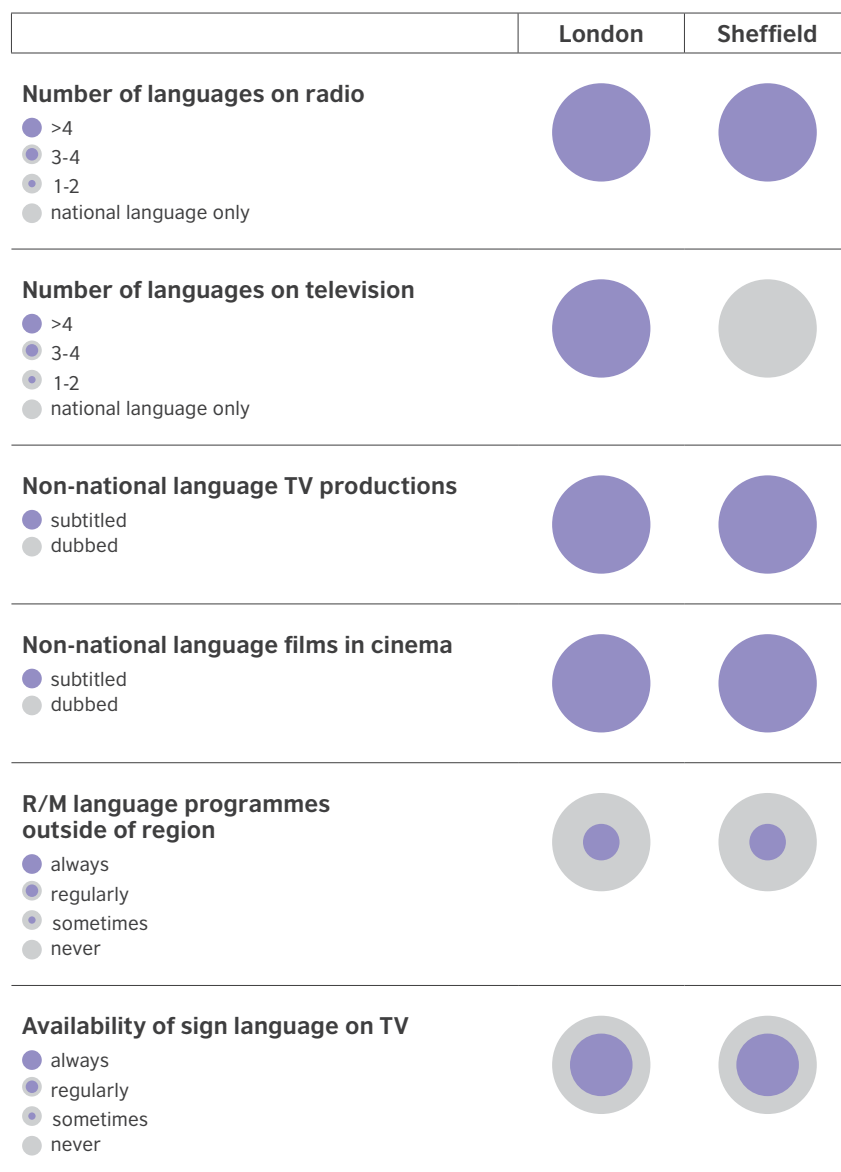 London Sheffield
Number of languages on radio
>4
3-4
1-2
national language only
Number of languages on television
>4
3-4
1-2
national language only
Non-national language TV productions
subtitled
dubbed
Non-national language films in cinema
subtitled
dubbed
R/M language programmes
outside of region
always
regularly
sometimes
never
Availability of sign language on TV
always
regularly
sometimes
never